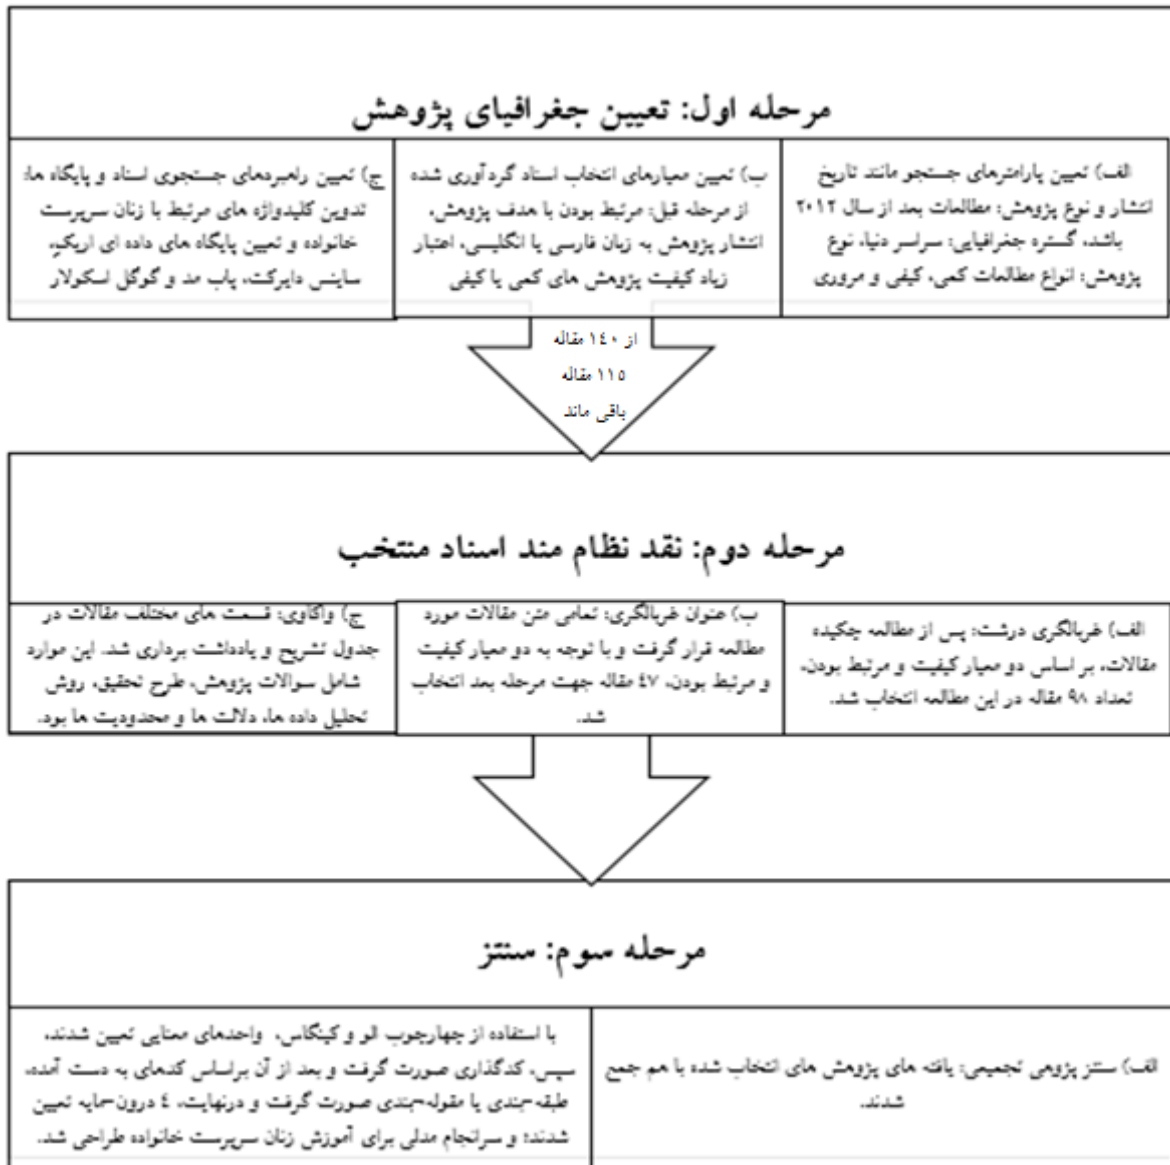 مرحله اول: تعیین جغرافیای پژوهش
الف) تعیین پارامترهای جستجو مانند تاریخ
انتشار و نوع پژوهش: مطالعات بعد از سال ۲۰۱۲
باشد، گستره جغرافیایی: سراسر دنیا، نوع
پژوهش: انواع مطالعات کمی، کیفی و مروری
ب) تعیین معیارهای انتخاب اسناد گردآوری شده
از مرحله قبل: مرتبط بودن با هدف پژوهش،
انتشار پژوهش به زبان فارسی یا انگلیسی، اعتبار
زیاد کیفیت پژوهش های کمی یا کیفی
ج) تعیین راهبردهای جستجوی اسناد و پایگاه ها:
تدوین کلیدواژه های مرتبط با زنان سرپرست
خانواده و تعیین پایگاه های داده ای اریک،
ساینس دایرکت، پاب مد و گوگل اسکولار
از ١٤٠ مقاله
١١٥ مقاله
باقی ماند
مرحله دوم: نقد نظام مند اسناد منتخب
الف) غربالگری درشت: پس از مطالعه چکیده
مقالات، بر اساس دو معیار کیفیت و مرتبط بودن،
تعداد ۹۸ مقاله در این مطالعه انتخاب شد.
ب) عنوان غربالگری: تمامی متن مقالات مورد
مطالعه قرار گرفت و با توجه به دو معیار کیفیت
و مرتبط بودن، ٤٧ مقاله جهت مرحله بعد انتخاب
شد.
ج) واکاوی: قسمت های مختلف مقالات در
جدول تشریح و یادداشت برداری شد. این موارد
شامل سوالات پژوهش، طرح تحقیق، روش
تحلیل داده ها، دلالت ها و محدودیت ها بود.
مرحله سوم: سنتز
الف) سنتز پژوهی تجمیعی: یافته های پژوهش های انتخاب شده با هم جمع
شدند.
با استفاده از چهارچوب الو و کینگاس، واحدهای معنایی تعیین شدند،
سپس، کدگذاری صورت گرفت و بعد از آن براساس کدهای به دست آمده،
طبقه-بندی یا مقوله-بندی صورت گرفت و درنهایت، ٤ درون-مایه تعیین
شدند؛ و سرانجام مدلی برای آموزش زنان سرپرست خانواده طراحی شد.